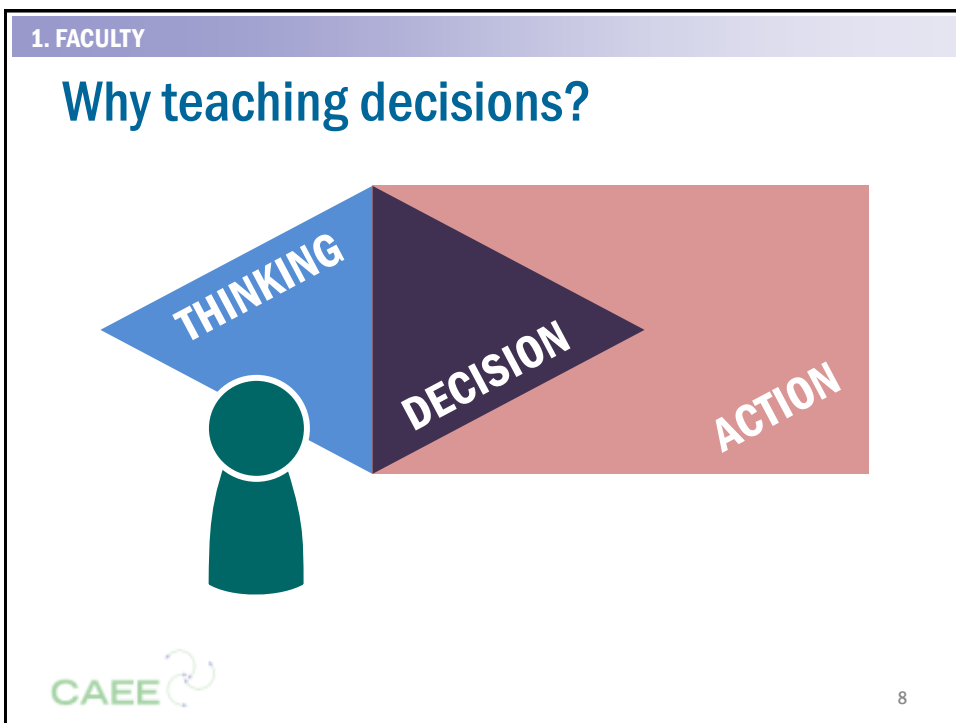 1. FACULTY
Why teaching decisions?
THINKING
DECISION
ACTION
CAEE
8